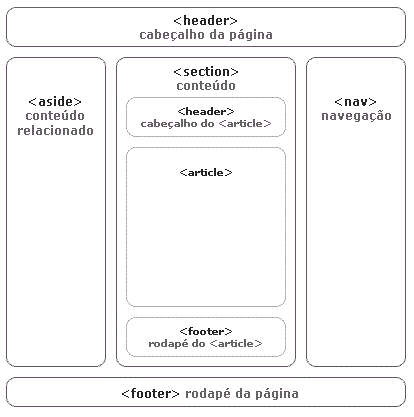 <header>
cabeçalho da página
<aside>
conteúdo
relacionado
<section>
conteúdo
<header>
cabeçalho do <article>
<article>
<footer>
rodapé do <article>
<nav>
navegação
<footer> rodapé da página